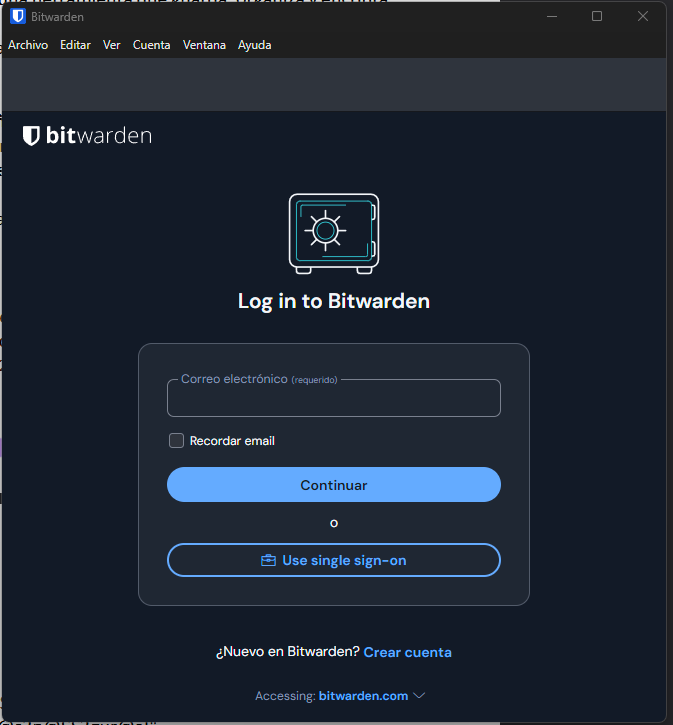 Bitwarden
Archivo Editar Ver Cuenta Ventana Ayuda
bitwarden
Log in to Bitwarden
Correo electrónico (requerido)
Recordar email
Continuar
o
Use single sign-on
¿Nuevo en Bitwarden? Crear cuenta
Accessing: bitwarden.com